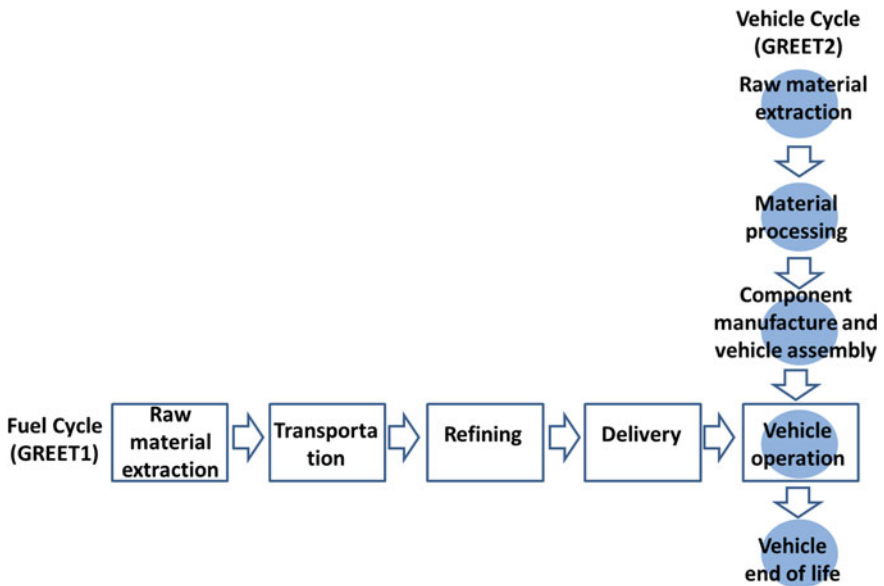 Vehicle Cycle
(GREET2)
Raw material
extraction
Material
processing
Component
manufacture and
vehicle assembly
Fuel Cycle
(GREET1)
Raw
material
extraction
Transporta
tion
Refining
Delivery
Vehicle
operation
Vehicle
end of life